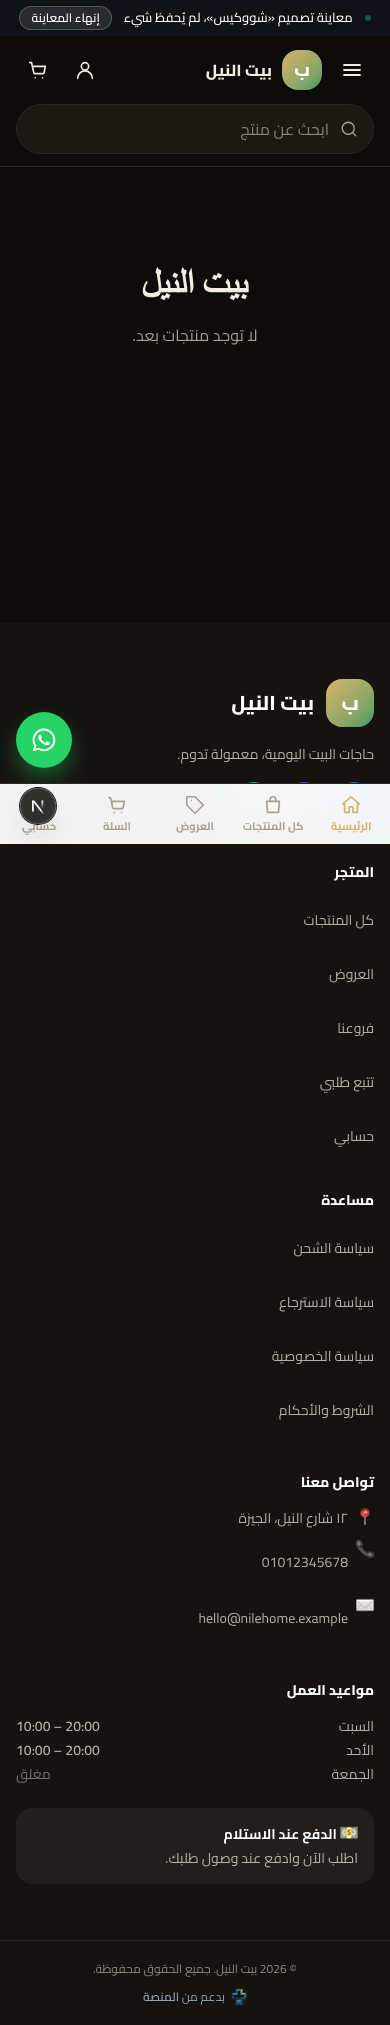 معاينة تصميم «شووكيس»، لم يُحفظ شيء
إنهاء المعاينة
ب
بيت النيل
ابحث عن منتج
بيت النيل
لا توجد منتجات بعد.
ب
بيت النيل
حاجات البيت اليومية، معمولة تدوم.
الرئيسية
كل المنتجات
العروض
السلة
حسابي
N
المتجر
كل المنتجات
العروض
فروعنا
تتبع طلبي
حسابي
مساعدة
سياسة الشحن
سياسة الاسترجاع
سياسة الخصوصية
الشروط والأحكام
تواصل معنا
١٢ شارع النيل، الجيزة
01012345678
hello@nilehome.example
مواعيد العمل
السبت 10:00 – 20:00
الأحد 10:00 – 20:00
الجمعة مغلق
الدفع عند الاستلام
اطلب الآن وادفع عند وصول طلبك.
© 2026 بيت النيل. جميع الحقوق محفوظة.
بدعم من المنصة